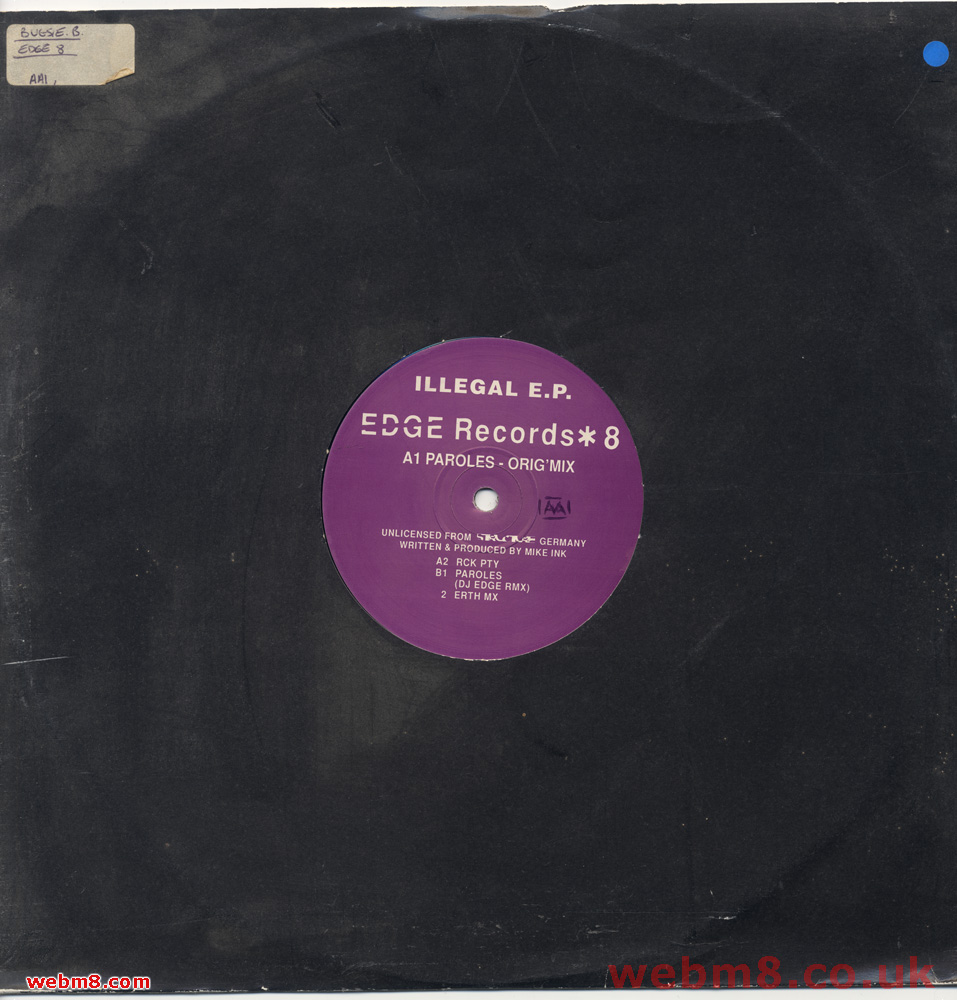 BUGSIE. B.
EDGE 8
AA1,
ILLEGAL E.P.
EDGE Records*8
A1 PAROLES - ORIG'MIX
AA
UNLICENSED FROM STRUCTURE GERMANY
WRITTEN & PRODUCED BY MIKE INK
A2 RCK PTY
B1 PAROLES
(DJ EDGE RMX)
2 ERTH MX
webm8.com
webm8.co.uk